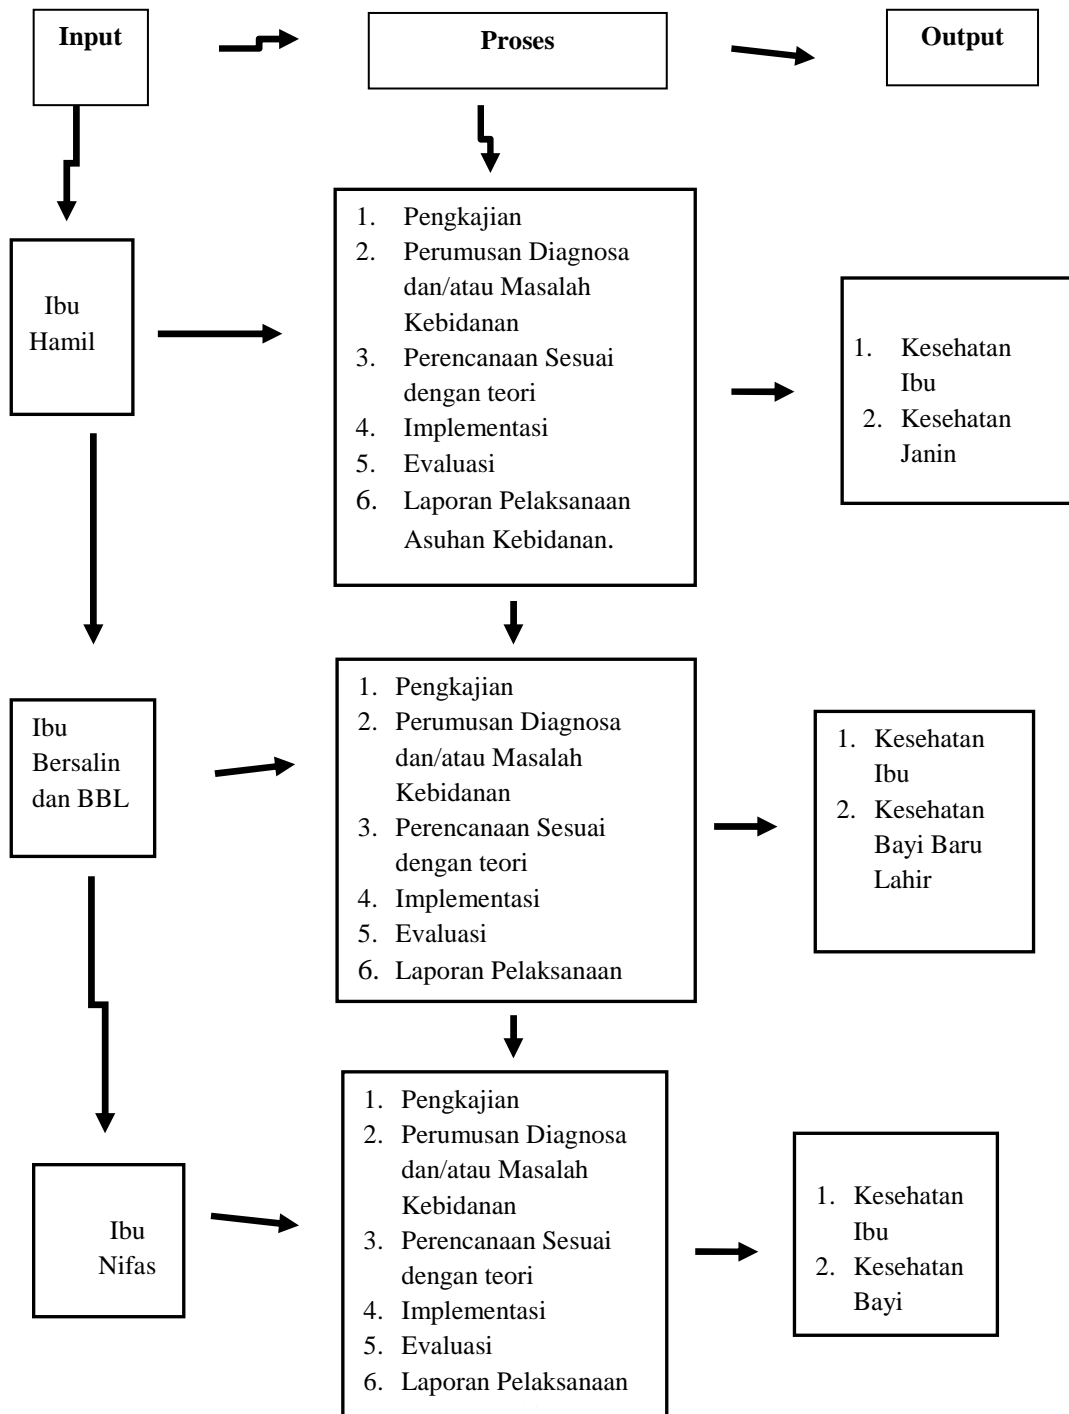 Input
Proses
Output
Ibu
Hamil
1. Pengkajian
2. Perumusan Diagnosa
dan/atau Masalah
Kebidanan
3. Perencanaan Sesuai
dengan teori
4. Implementasi
5. Evaluasi
6. Laporan Pelaksanaan
Asuhan Kebidanan.
1. Kesehatan
Ibu
2. Kesehatan
Janin
Ibu
Bersalin
dan BBL
1. Pengkajian
2. Perumusan Diagnosa
dan/atau Masalah
Kebidanan
3. Perencanaan Sesuai
dengan teori
4. Implementasi
5. Evaluasi
6. Laporan Pelaksanaan
1. Kesehatan
Ibu
2. Kesehatan
Bayi Baru
Lahir
Ibu
Nifas
1. Pengkajian
2. Perumusan Diagnosa
dan/atau Masalah
Kebidanan
3. Perencanaan Sesuai
dengan teori
4. Implementasi
5. Evaluasi
6. Laporan Pelaksanaan
1. Kesehatan
Ibu
2. Kesehatan
Bayi